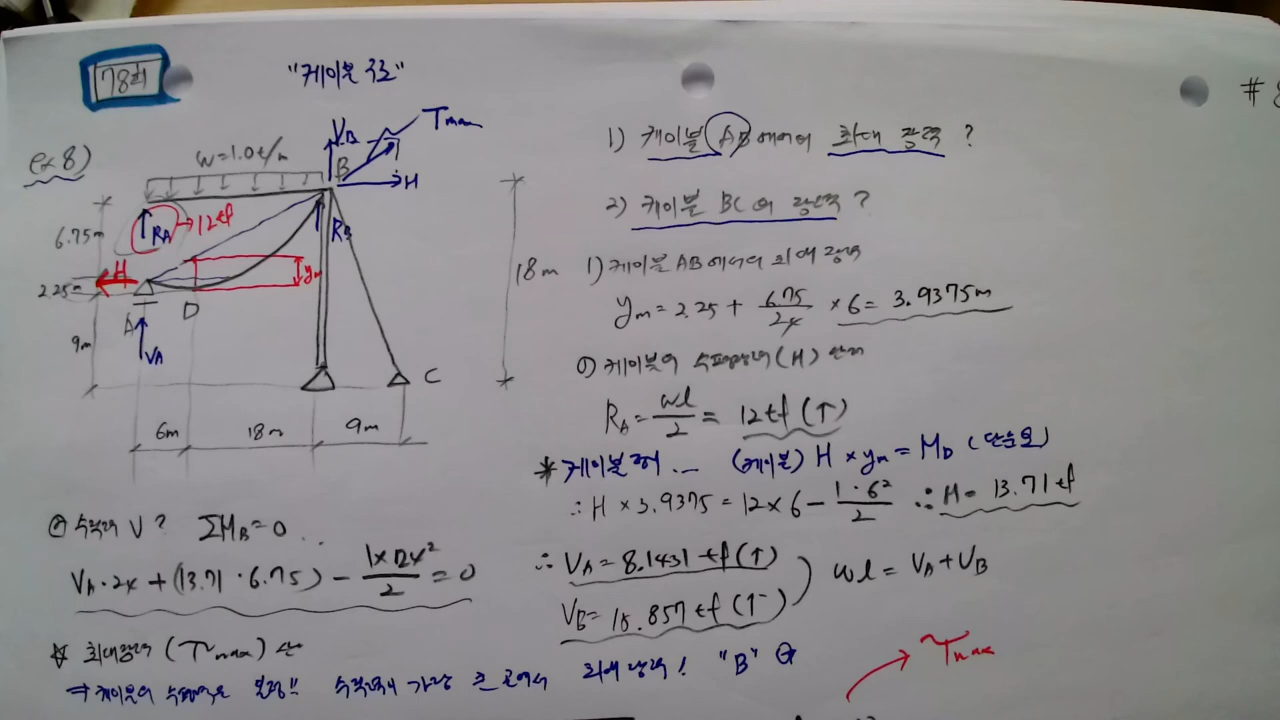 78회
"케이블 구조"
#8
ex 8)
w=1.0 t/m
VB
Tmax
B
H
RA → 12tf
RB
6.75m
2.25m
9m
H
ym
A
D
VA
C
18m
6m
18m
9m
1) 케이블 AB에서의 최대 장력 ?
2) 케이블 BC의 장력 ?
1) 케이블 AB에서의 최대 장력
ym = 2.25 + 6.75/24 × 6 = 3.9375m
① 케이블의 수평장력 (H) 산정
RA = wl/2 = 12tf (↑)
* 케이블 정리 (케이블) H × ym = MD (단순보)
∴ H × 3.9375 = 12×6 − 1·6²/2 ∴ H = 13.71 tf
② 수직력 V ? ΣMB = 0
VA·24 + (13.71·6.75) − 1×24²/2 = 0
∴ VA = 8.1431 tf (↑)
VB = 15.857 tf (↑)
wl = VA + VB
☆ 최대장력 (Tmax) 산
⇒ 케이블의 수평력은 일정!! 수직력이 가장 큰 곳에서 최대 장력! "B"
Tmax